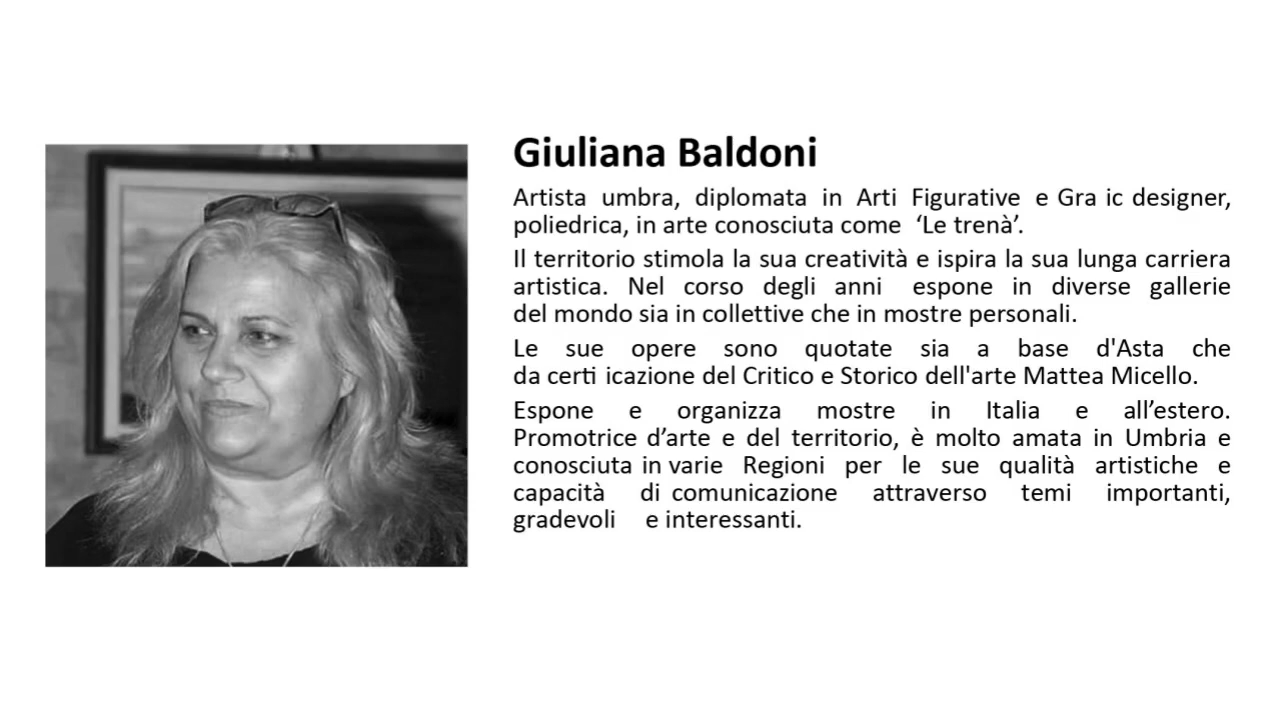 Giuliana Baldoni
Artista umbra, diplomata in Arti Figurative e Gra ic designer,
poliedrica, in arte conosciuta come ‘Le trenà’.
Il territorio stimola la sua creatività e ispira la sua lunga carriera
artistica. Nel corso degli anni espone in diverse gallerie
del mondo sia in collettive che in mostre personali.
Le sue opere sono quotate sia a base d'Asta che
da certi icazione del Critico e Storico dell'arte Mattea Micello.
Espone e organizza mostre in Italia e all’estero.
Promotrice d’arte e del territorio, è molto amata in Umbria e
conosciuta in varie Regioni per le sue qualità artistiche e
capacità di comunicazione attraverso temi importanti,
gradevoli e interessanti.